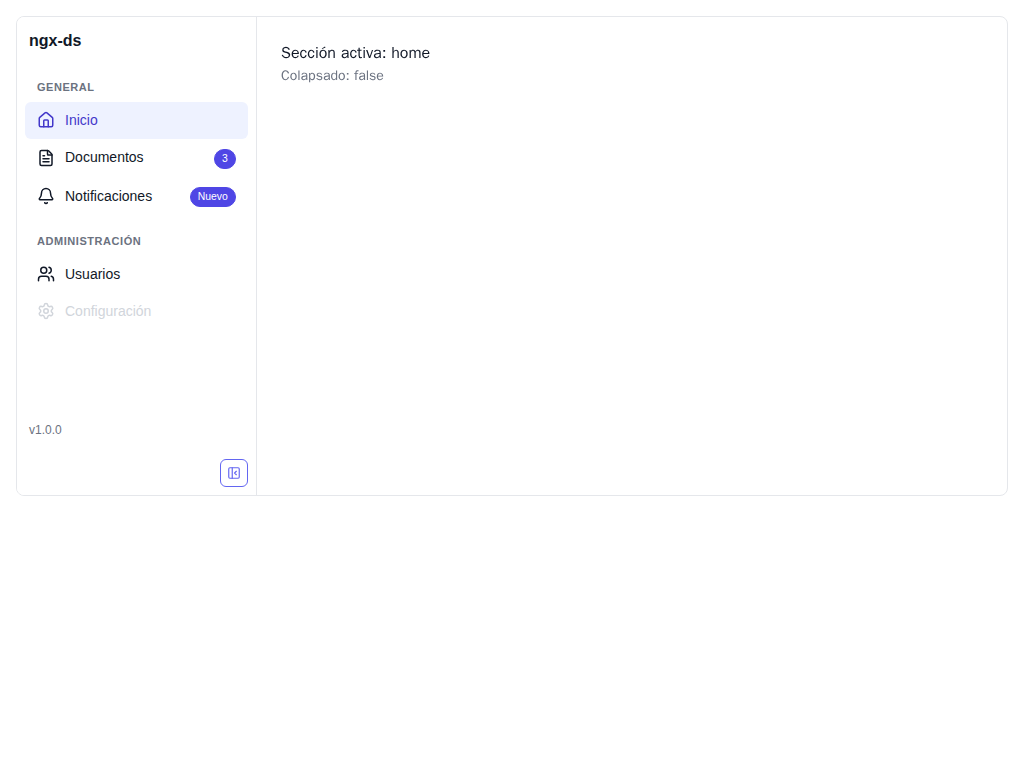 ngx-ds
GENERAL
Inicio
Documentos 3
Notificaciones Nuevo
ADMINISTRACIÓN
Usuarios
Configuración
v1.0.0
Sección activa: home
Colapsado: false